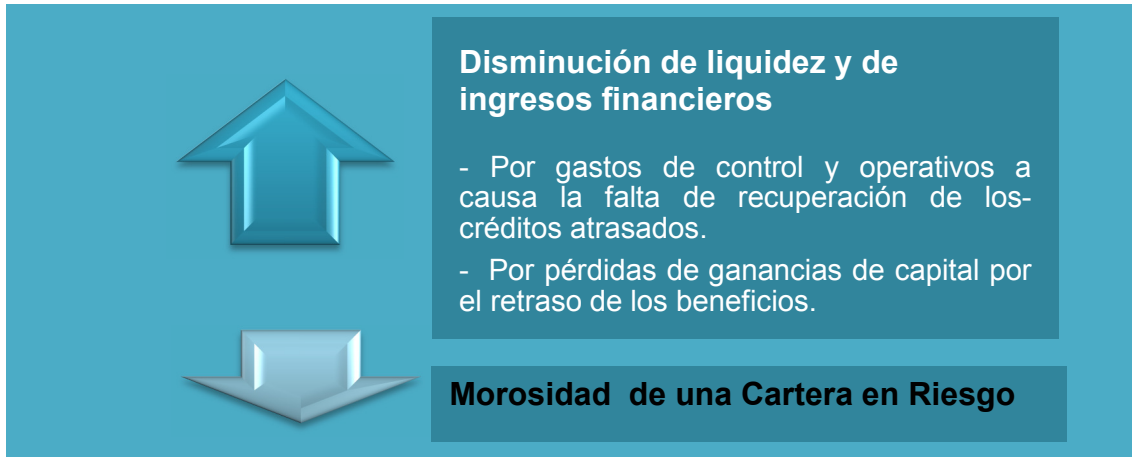 Disminución de liquidez y de
ingresos financieros
- Por gastos de control y operativos a
causa la falta de recuperación de los-
créditos atrasados.
- Por pérdidas de ganancias de capital por
el retraso de los beneficios.
Morosidad de una Cartera en Riesgo